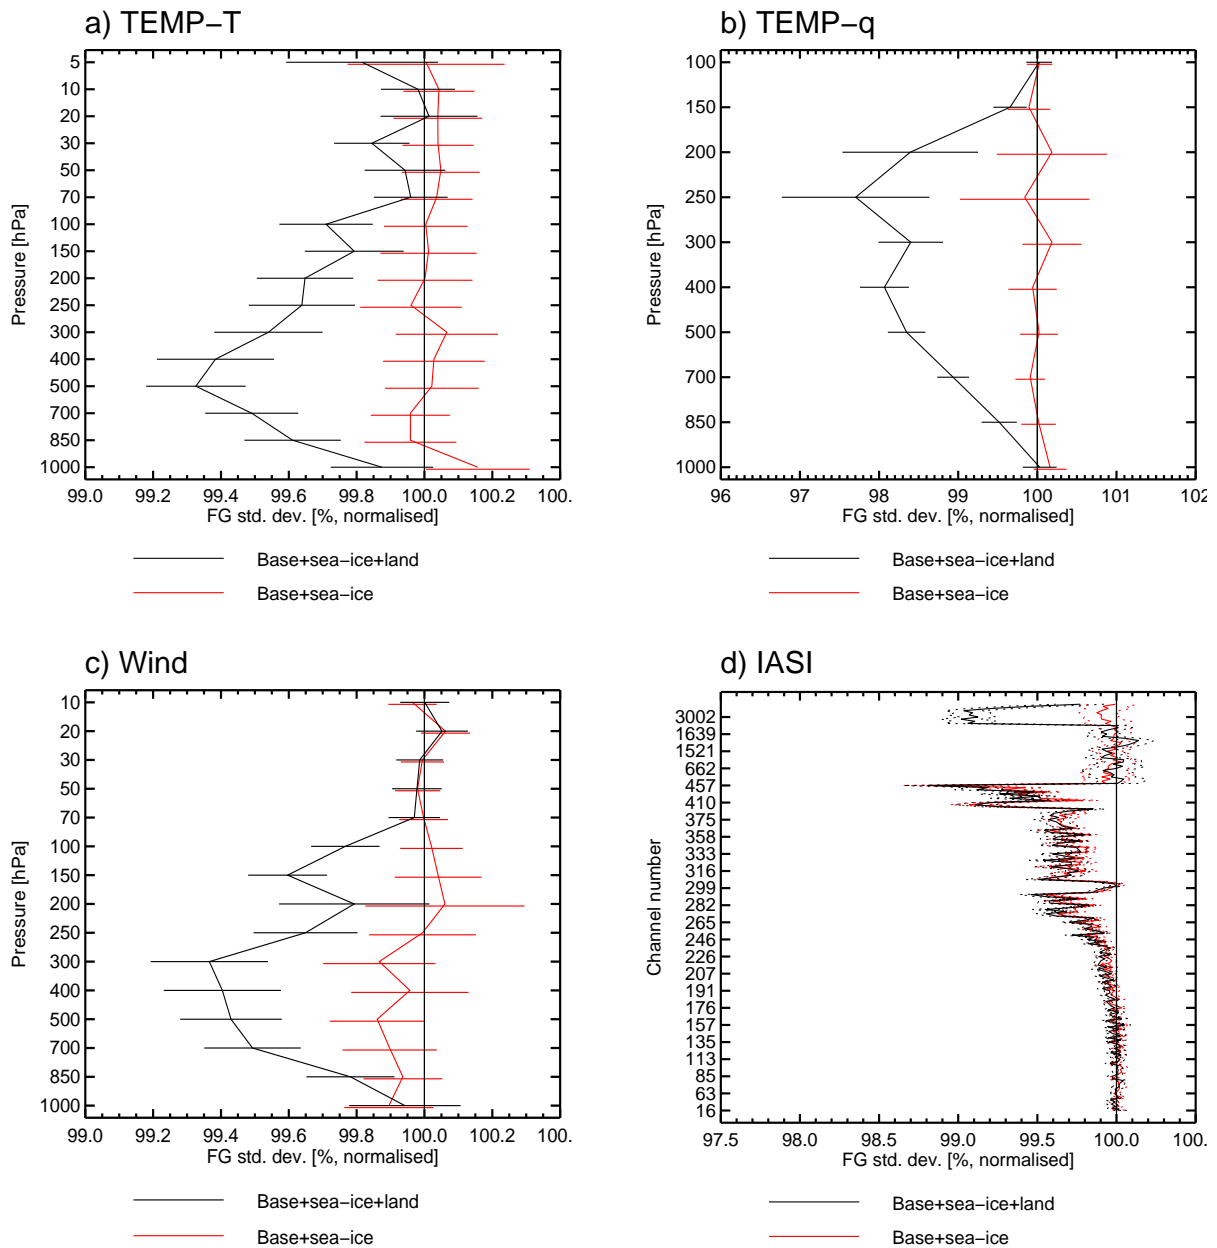 a) TEMP−T
5
10
20
30
50
70
100
150
200
250
300
400
500
700
850
1000
Pressure [hPa]
99.0 99.2 99.4 99.6 99.8 100.0 100.2 100.
FG std. dev. [%, normalised]
Base+sea−ice+land
Base+sea−ice
b) TEMP−q
100
150
200
250
300
400
500
700
850
1000
Pressure [hPa]
96 97 98 99 100 101 102
FG std. dev. [%, normalised]
Base+sea−ice+land
Base+sea−ice
c) Wind
10
20
30
50
70
100
150
200
250
300
400
500
700
850
1000
Pressure [hPa]
99.0 99.2 99.4 99.6 99.8 100.0 100.2 100.
FG std. dev. [%, normalised]
Base+sea−ice+land
Base+sea−ice
d) IASI
3002
1639
1521
662
457
410
375
358
333
316
299
282
265
246
226
207
191
176
157
135
113
85
63
16
Channel number
97.5 98.0 98.5 99.0 99.5 100.0 100.
FG std. dev. [%, normalised]
Base+sea−ice+land
Base+sea−ice